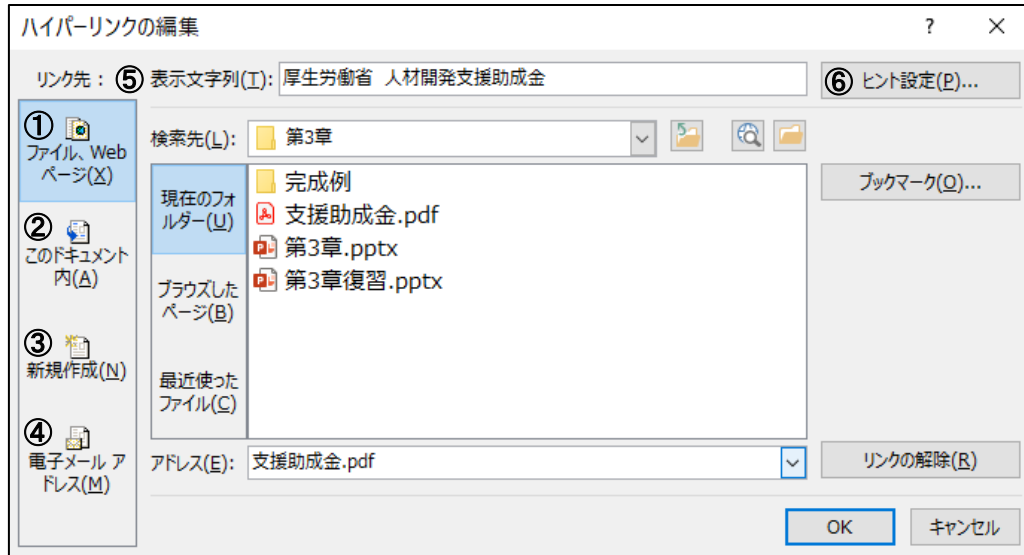 ハイパーリンクの編集 ? ×
リンク先： ⑤ 表示文字列(T): 厚生労働省 人材開発支援助成金 ⑥ ヒント設定(P)...
①
ファイル、Web
ページ(X)
②
このドキュメント
内(A)
③
新規作成(N)
④
電子メール ア
ドレス(M)
検索先(L): 第3章
現在のフォ
ルダー(U)
ブラウズした
ページ(B)
最近使った
ファイル(C)
完成例
支援助成金.pdf
第3章.pptx
第3章復習.pptx
ブックマーク(O)...
アドレス(E): 支援助成金.pdf
リンクの解除(R)
OK キャンセル